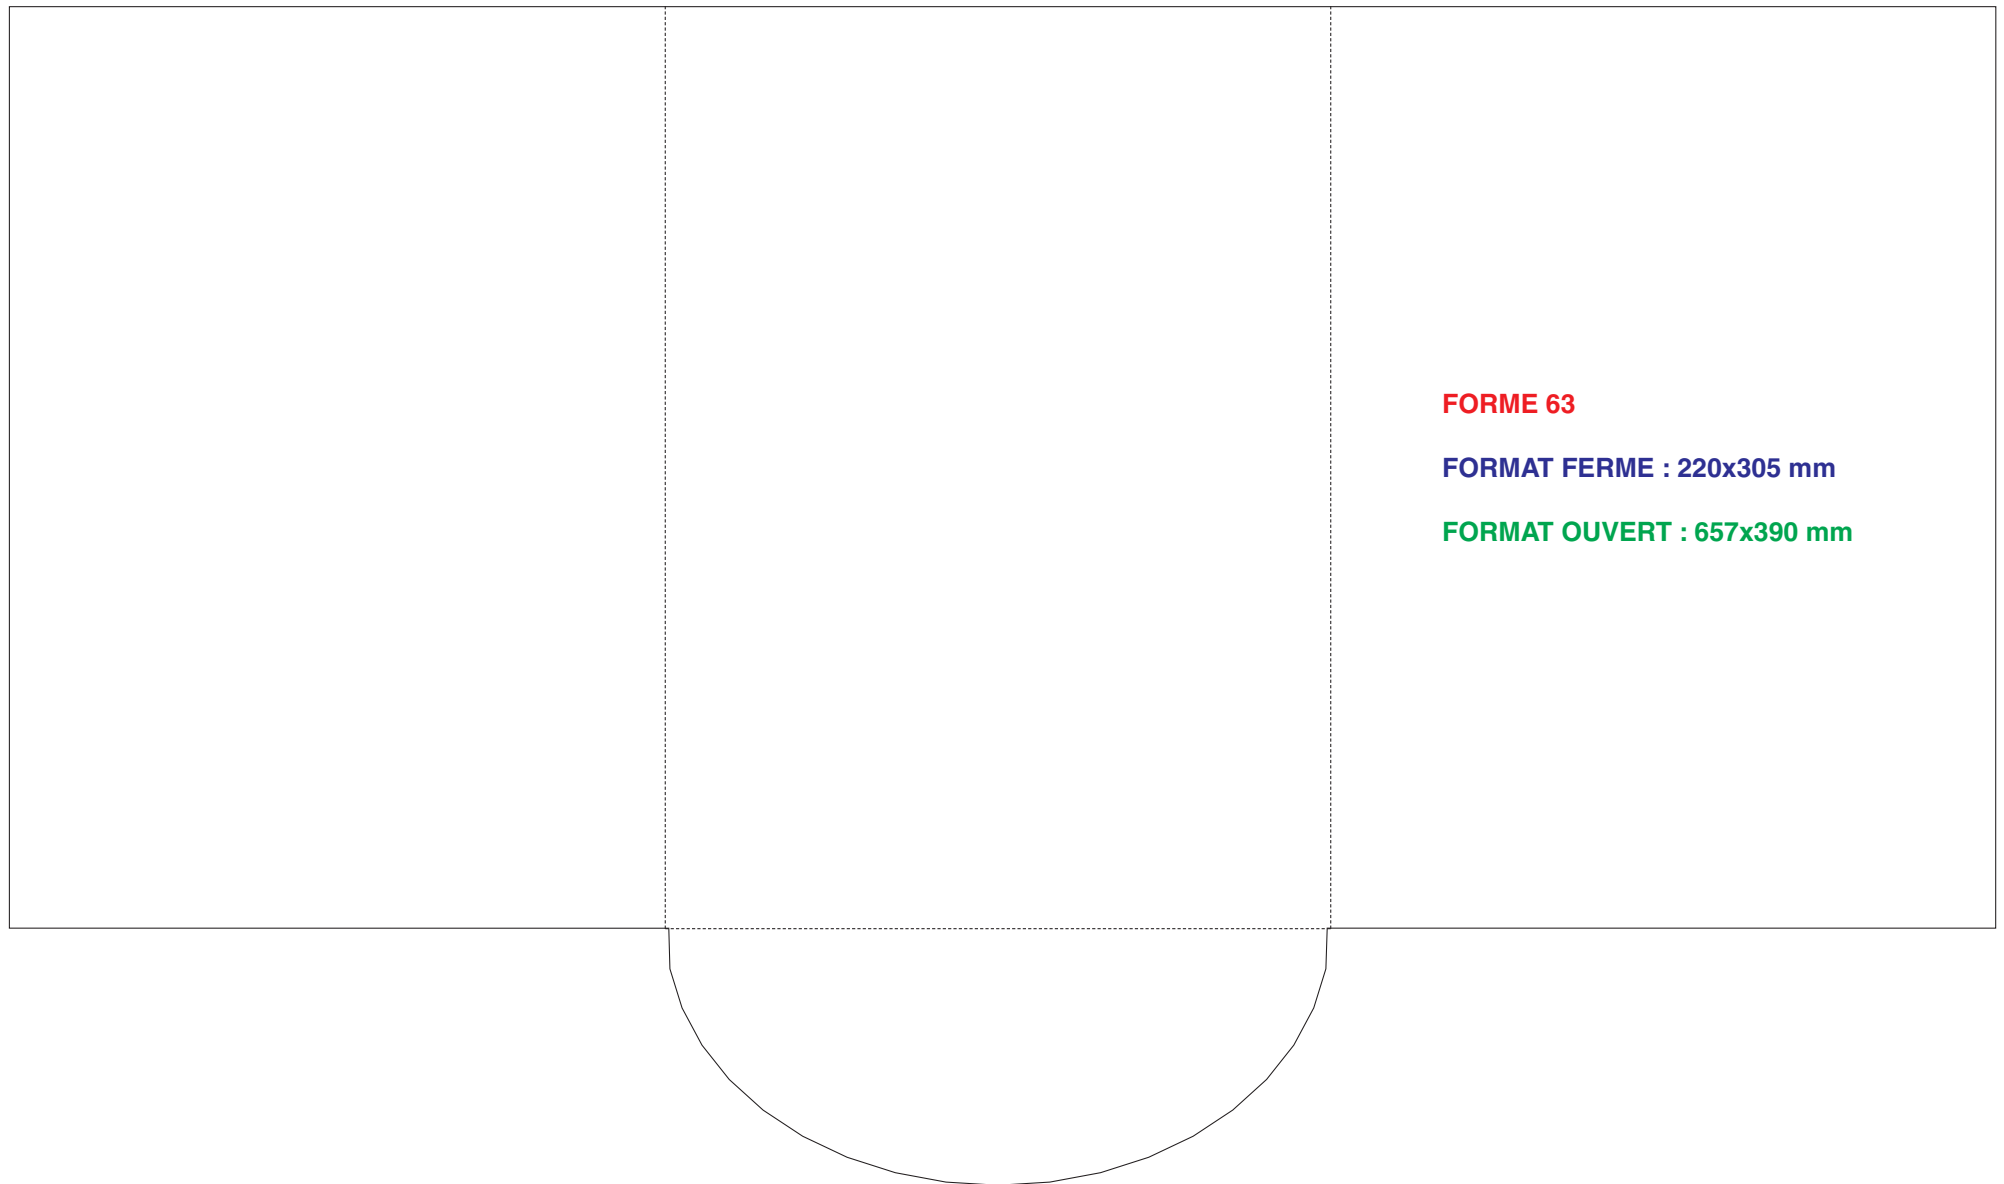 FORME 63
FORMAT FERME : 220x305 mm
FORMAT OUVERT : 657x390 mm